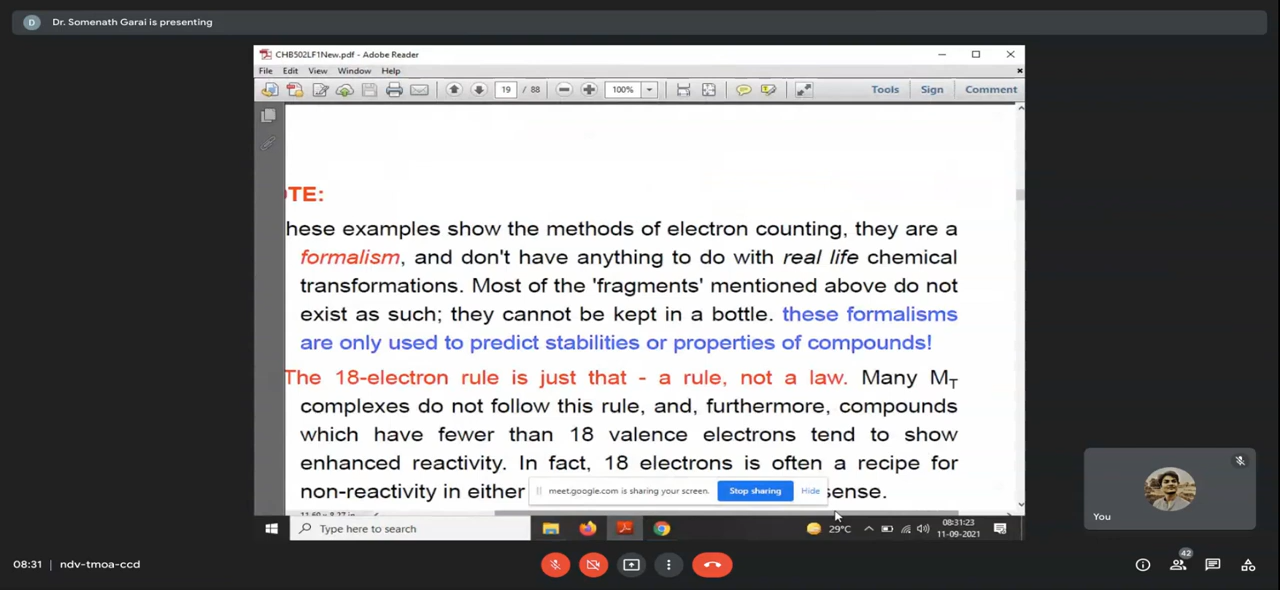 D Dr. Somenath Garai is presenting
CHB502LF1New.pdf - Adobe Reader
File Edit View Window Help
19 / 88 100% Tools Sign Comment
OTE:
hese examples show the methods of electron counting, they are a
formalism, and don't have anything to do with real life chemical
transformations. Most of the 'fragments' mentioned above do not
exist as such; they cannot be kept in a bottle. these formalisms
are only used to predict stabilities or properties of compounds!
The 18-electron rule is just that - a rule, not a law. Many MT
complexes do not follow this rule, and, furthermore, compounds
which have fewer than 18 valence electrons tend to show
enhanced reactivity. In fact, 18 electrons is often a recipe for
non-reactivity in either sense.
meet.google.com is sharing your screen. Stop sharing Hide
11.69 x 8.27 in
Type here to search
29°C
08:31:23
11-09-2021
You
08:31 | ndv-tmoa-ccd
42